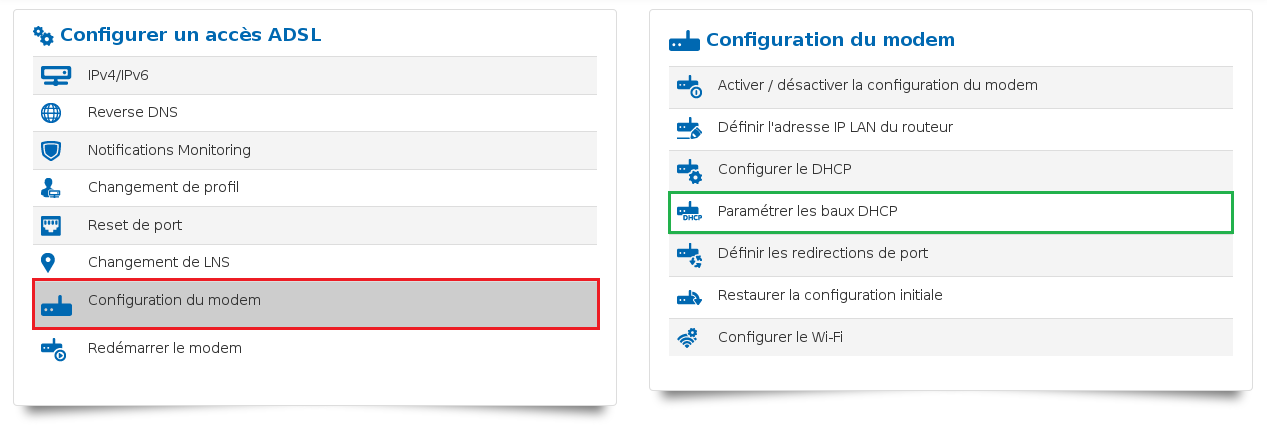 Configurer un accès ADSL
IPv4/IPv6
Reverse DNS
Notifications Monitoring
Changement de profil
Reset de port
Changement de LNS
Configuration du modem
Redémarrer le modem
Configuration du modem
Activer / désactiver la configuration du modem
Définir l'adresse IP LAN du routeur
Configurer le DHCP
DHCP
Paramétrer les baux DHCP
Définir les redirections de port
Restaurer la configuration initiale
Configurer le Wi-Fi